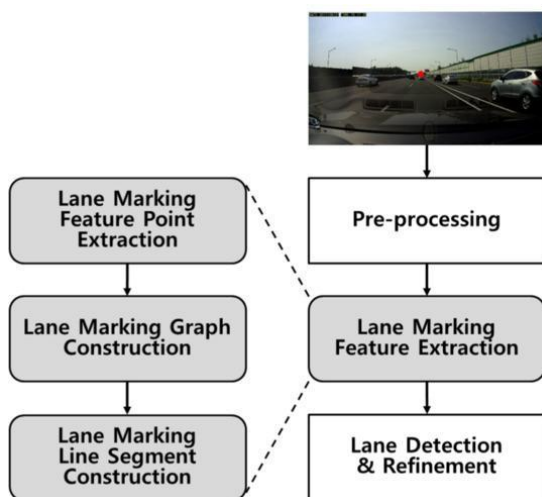 Lane Marking
Feature Point
Extraction
Lane Marking Graph
Construction
Lane Marking
Line Segment
Construction
Pre-processing
Lane Marking
Feature Extraction
Lane Detection
& Refinement